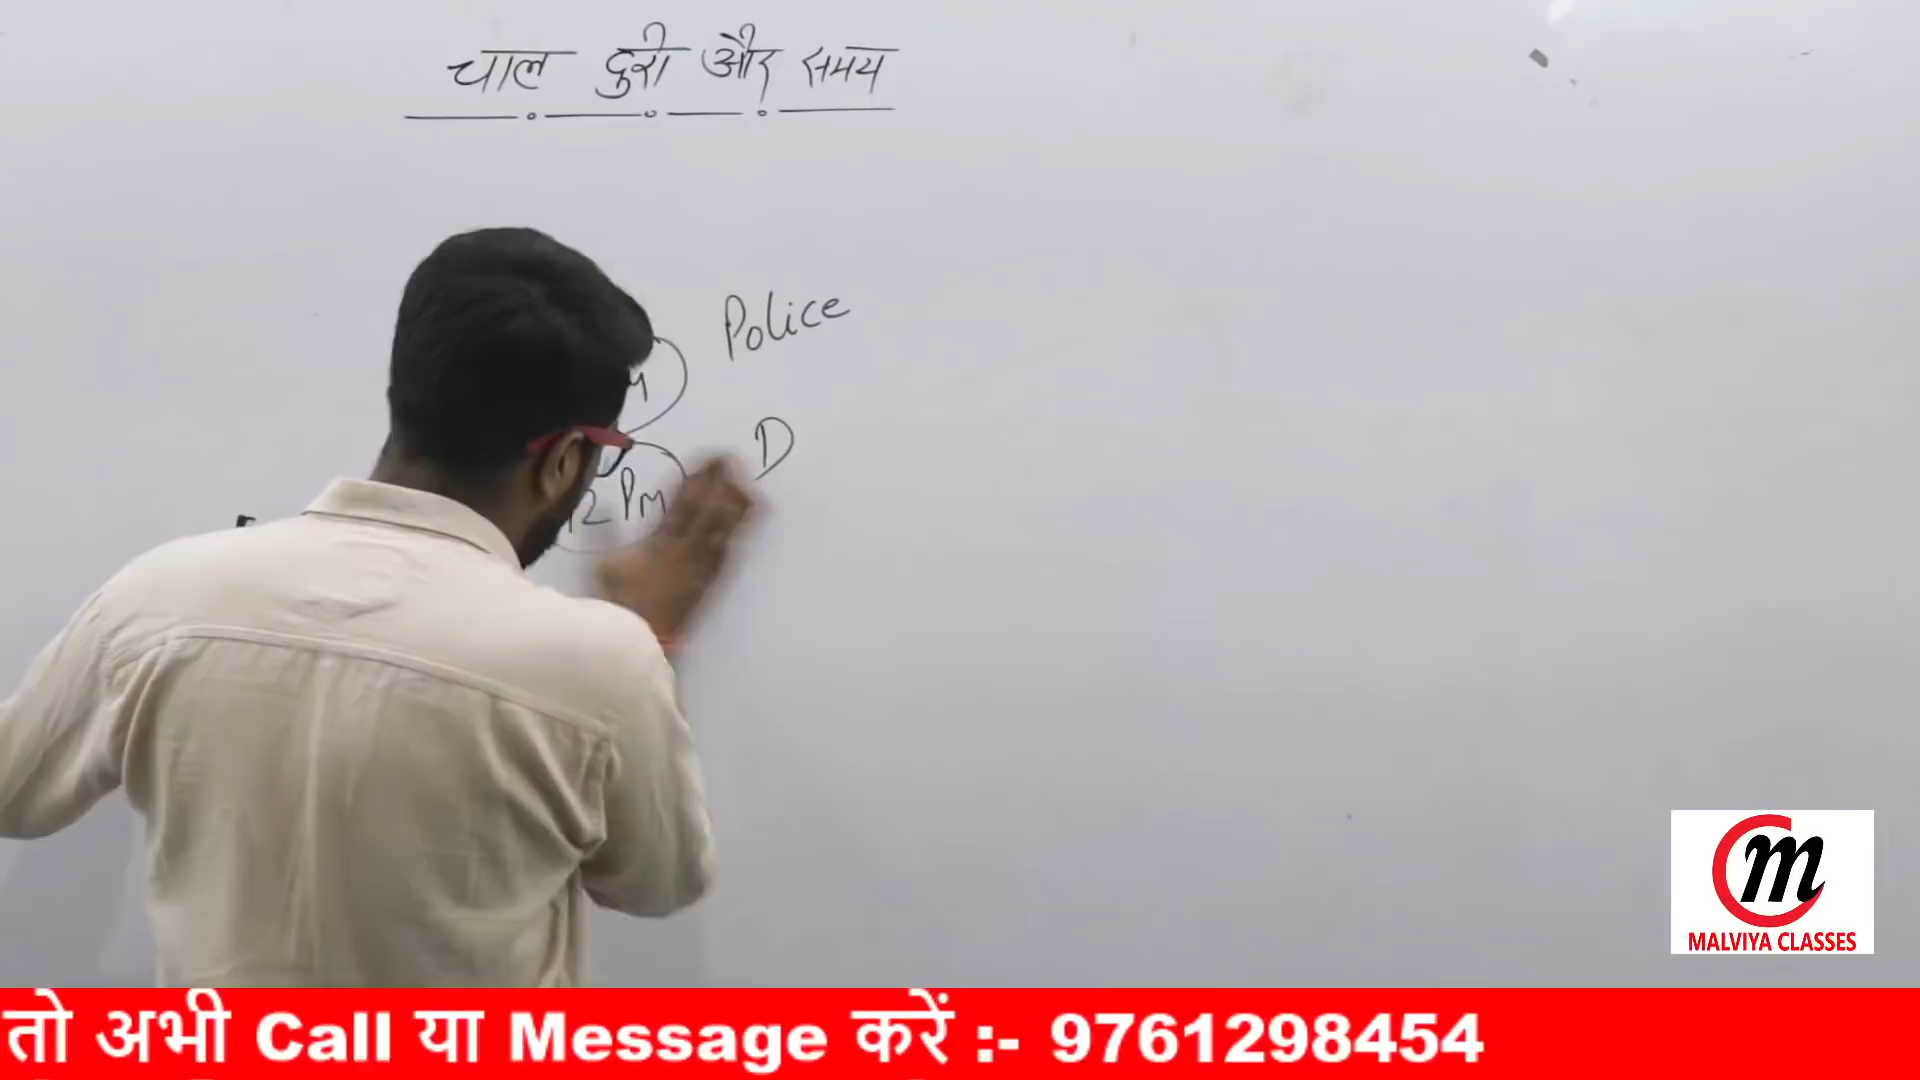 चाल दुरी और समय
Police
D
12 PM
m
MALVIYA CLASSES
तो अभी Call या Message करें :- 9761298454